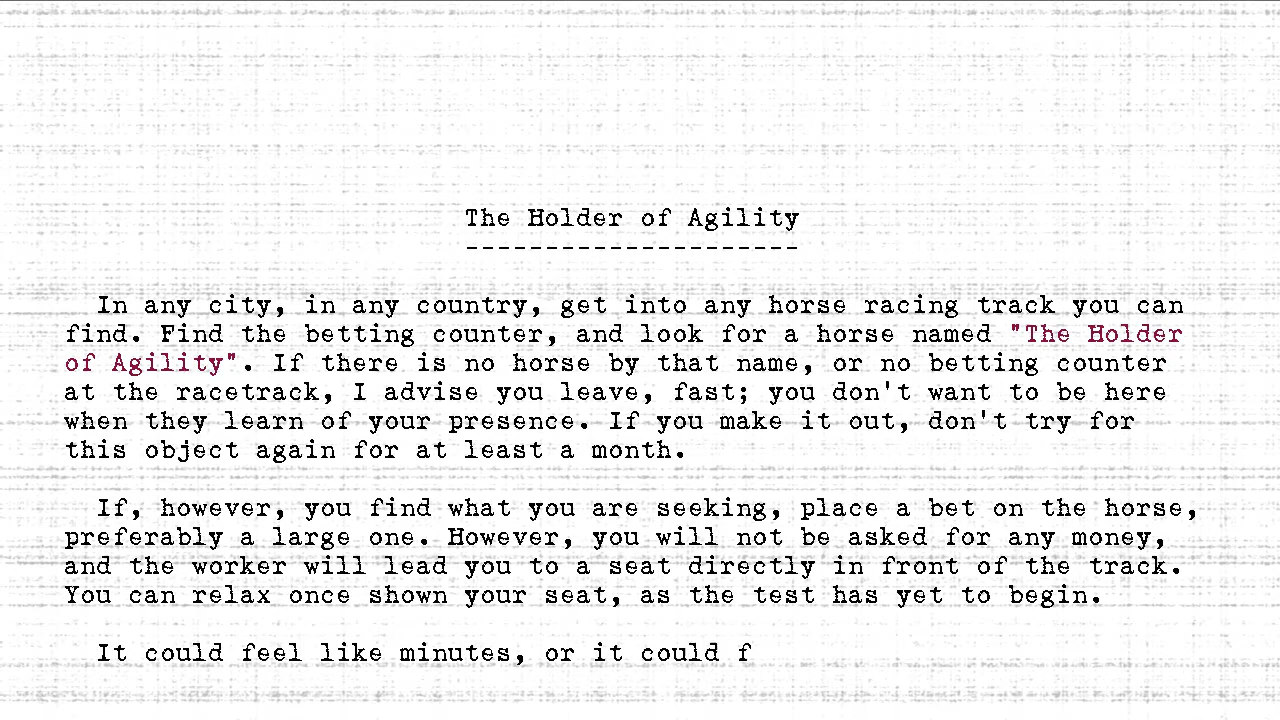 The Holder of Agility
---------------------
In any city, in any country, get into any horse racing track you can
find. Find the betting counter, and look for a horse named "The Holder
of Agility". If there is no horse by that name, or no betting counter
at the racetrack, I advise you leave, fast; you don't want to be here
when they learn of your presence. If you make it out, don't try for
this object again for at least a month.
If, however, you find what you are seeking, place a bet on the horse,
preferably a large one. However, you will not be asked for any money,
and the worker will lead you to a seat directly in front of the track.
You can relax once shown your seat, as the test has yet to begin.
It could feel like minutes, or it could f